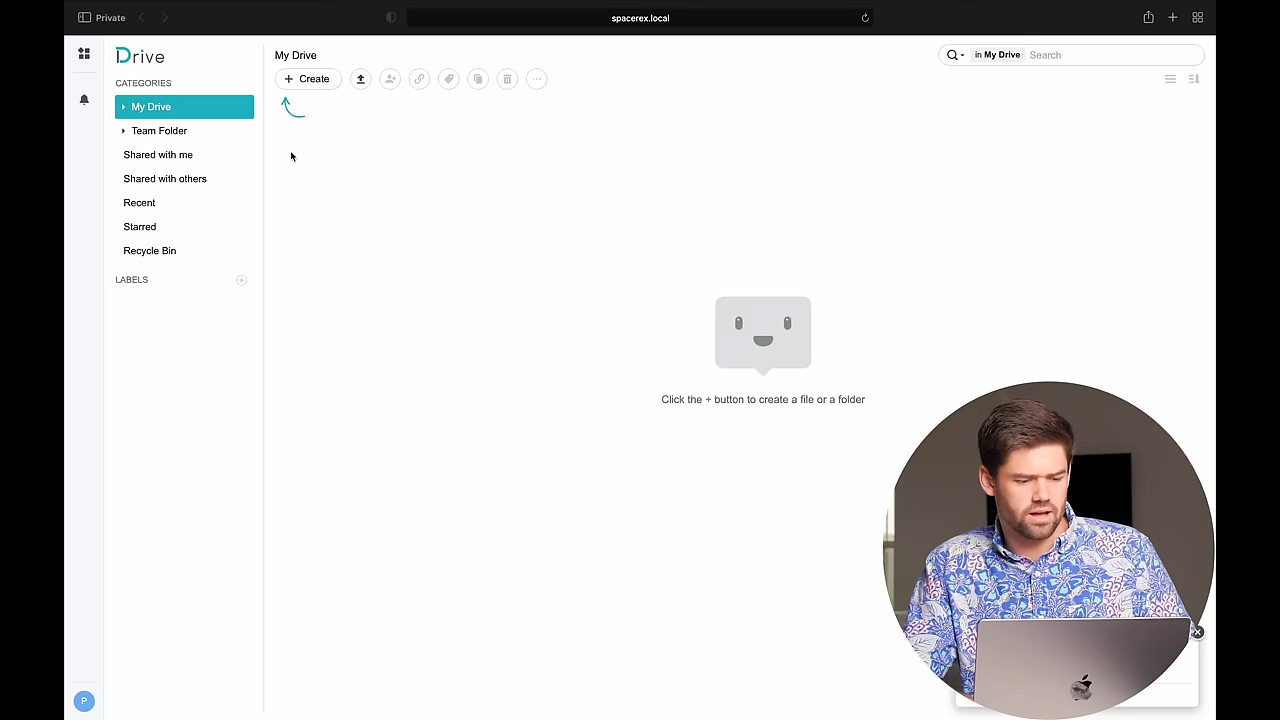 Private
spacerex.local
Drive
CATEGORIES
My Drive
Team Folder
Shared with me
Shared with others
Recent
Starred
Recycle Bin
LABELS
P
My Drive
in My Drive Search
+ Create
Click the + button to create a file or a folder